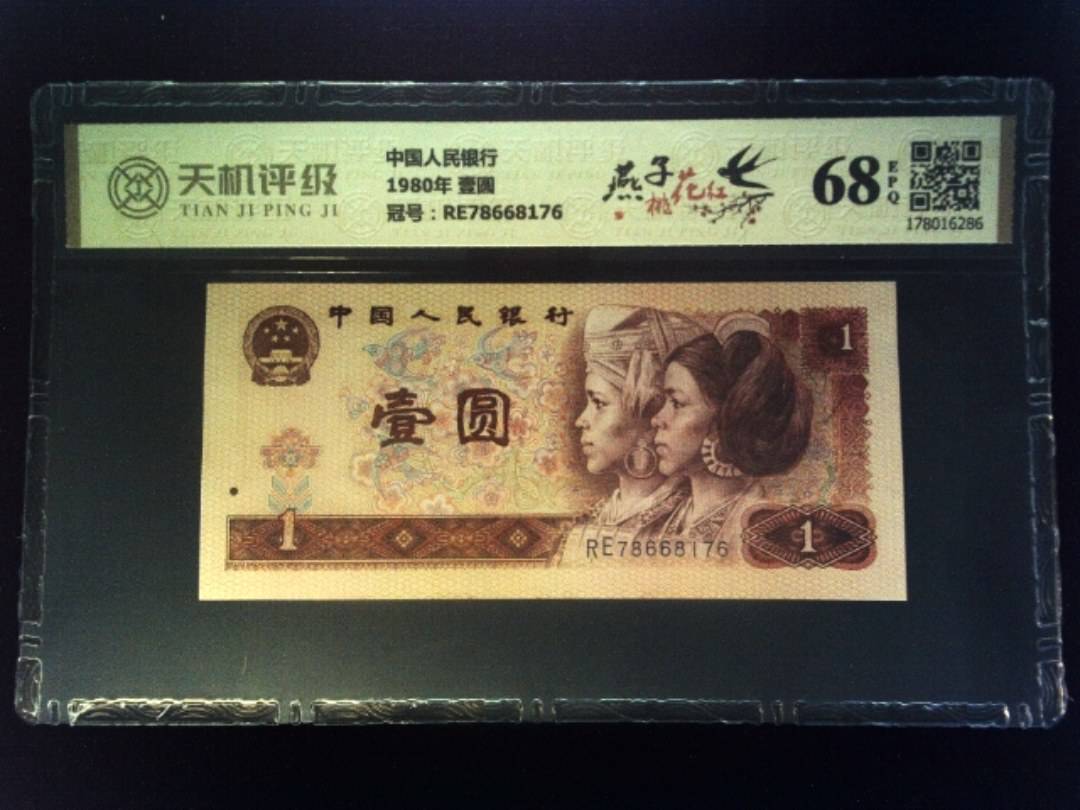 天机评级
TIAN JI PING JI
中国人民银行
1980年 壹圆
冠号：RE78668176
燕子
桃花红
68
EPQ
178016286
中国人民银行
1
壹圆
1
RE78668176
1